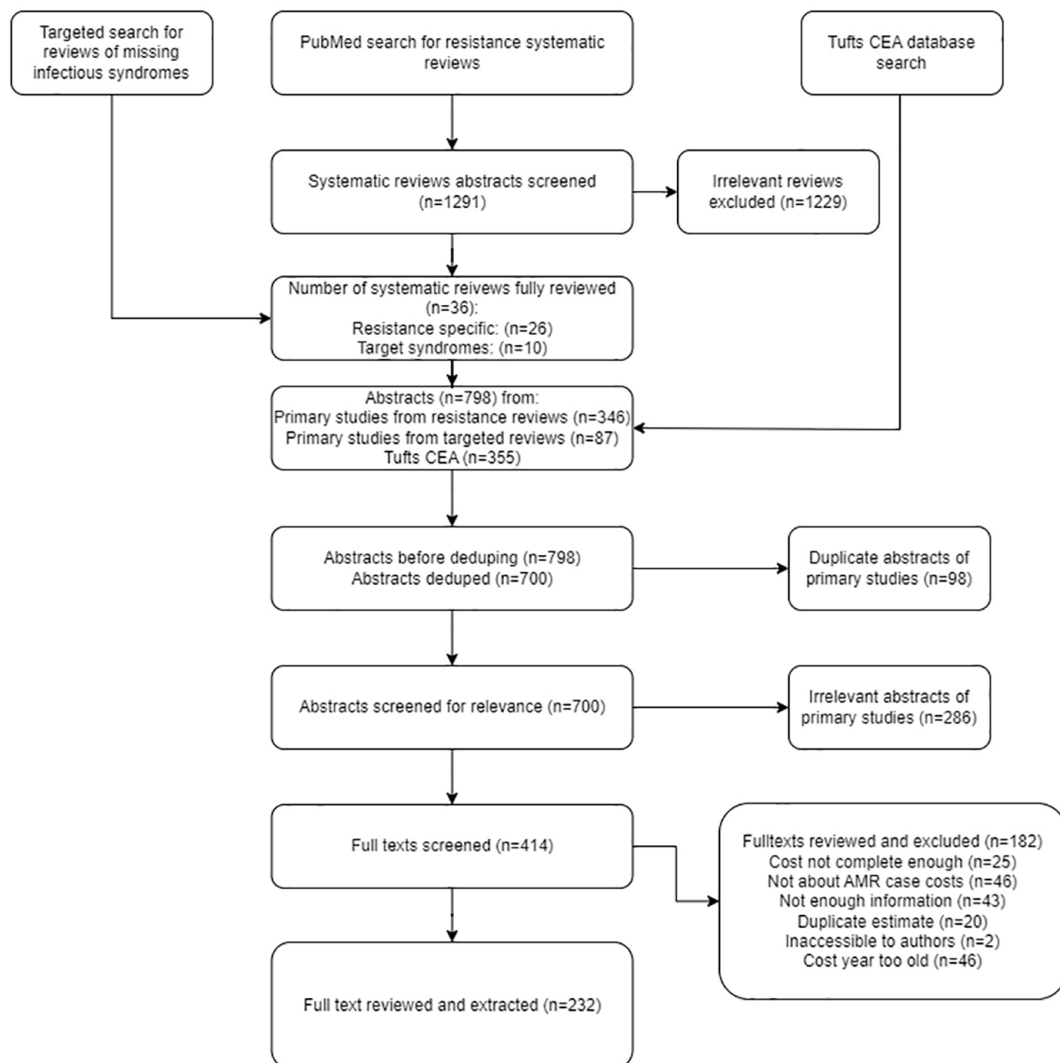 Targeted search for
reviews of missing
infectious syndromes
PubMed search for resistance systematic
reviews
Tufts CEA database
search
Systematic reviews abstracts screened
(n=1291)
Irrelevant reviews
excluded (n=1229)
Number of systematic reivews fully reviewed
(n=36):
Resistance specific: (n=26)
Target syndromes: (n=10)
Abstracts (n=798) from:
Primary studies from resistance reviews (n=346)
Primary studies from targeted reviews (n=87)
Tufts CEA (n=355)
Abstracts before deduping (n=798)
Abstracts deduped (n=700)
Duplicate abstracts of
primary studies (n=98)
Abstracts screened for relevance (n=700)
Irrelevant abstracts of
primary studies (n=286)
Full texts screened (n=414)
Fulltexts reviewed and excluded (n=182)
Cost not complete enough (n=25)
Not about AMR case costs (n=46)
Not enough information (n=43)
Duplicate estimate (n=20)
Inaccessible to authors (n=2)
Cost year too old (n=46)
Full text reviewed and extracted (n=232)